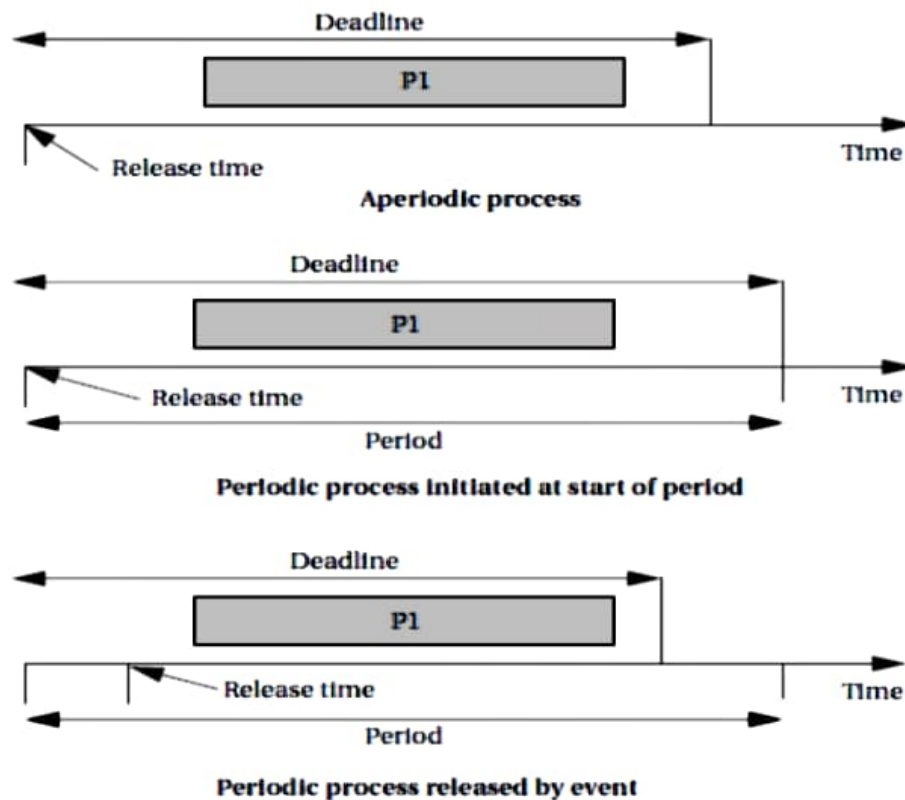 Deadline
P1
Time
Release time
Aperiodic process
Deadline
P1
Time
Release time
Period
Periodic process initiated at start of period
Deadline
P1
Time
Release time
Period
Periodic process released by event